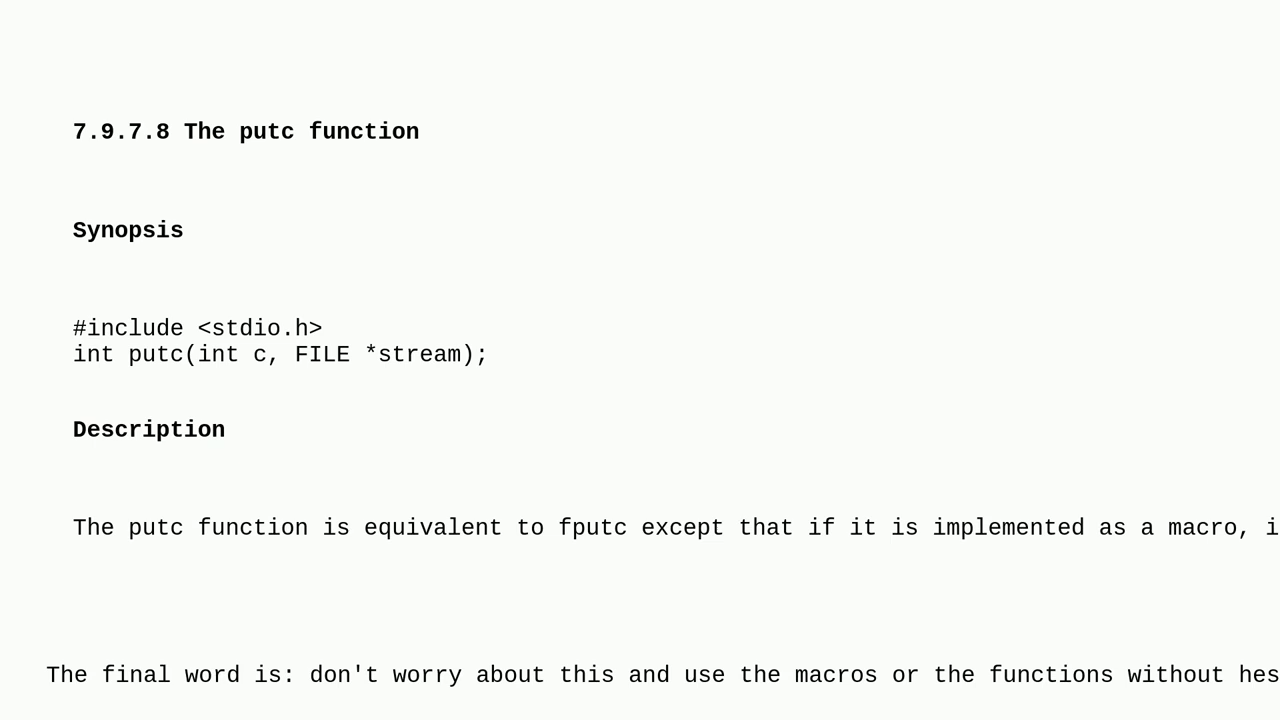 7.9.7.8 The putc function
Synopsis
#include <stdio.h>
int putc(int c, FILE *stream);
Description
The putc function is equivalent to fputc except that if it is implemented as a macro,
The final word is: don't worry about this and use the macros or the functions without